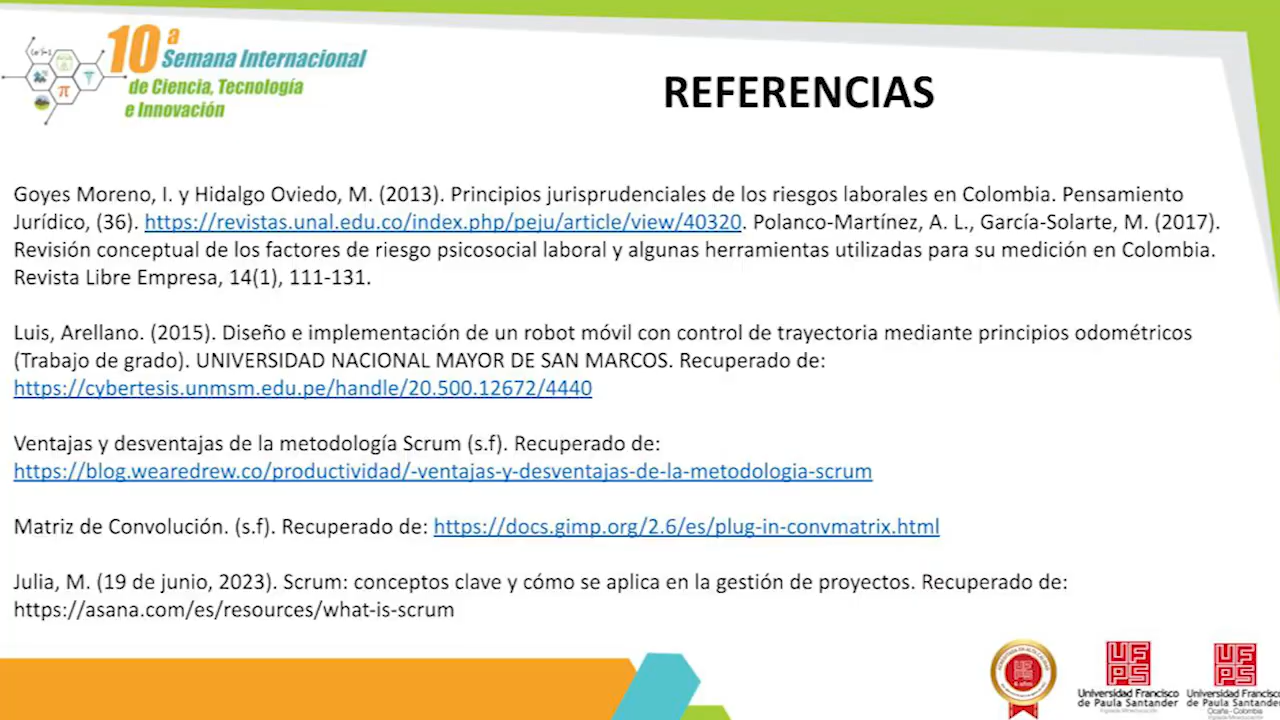 10ª
Semana Internacional
de Ciencia, Tecnología
e Innovación
REFERENCIAS
Goyes Moreno, I. y Hidalgo Oviedo, M. (2013). Principios jurisprudenciales de los riesgos laborales en Colombia. Pensamiento
Jurídico, (36). https://revistas.unal.edu.co/index.php/peju/article/view/40320. Polanco-Martínez, A. L., García-Solarte, M. (2017).
Revisión conceptual de los factores de riesgo psicosocial laboral y algunas herramientas utilizadas para su medición en Colombia.
Revista Libre Empresa, 14(1), 111-131.
Luis, Arellano. (2015). Diseño e implementación de un robot móvil con control de trayectoria mediante principios odométricos
(Trabajo de grado). UNIVERSIDAD NACIONAL MAYOR DE SAN MARCOS. Recuperado de:
https://cybertesis.unmsm.edu.pe/handle/20.500.12672/4440
Ventajas y desventajas de la metodología Scrum (s.f). Recuperado de:
https://blog.wearedrew.co/productividad/-ventajas-y-desventajas-de-la-metodologia-scrum
Matriz de Convolución. (s.f). Recuperado de: https://docs.gimp.org/2.6/es/plug-in-convmatrix.html
Julia, M. (19 de junio, 2023). Scrum: conceptos clave y cómo se aplica en la gestión de proyectos. Recuperado de:
https://asana.com/es/resources/what-is-scrum
UFPS
Universidad Francisco
de Paula Santander
UFPS
Universidad Francisco
de Paula Santander
Ocaña - Colombia